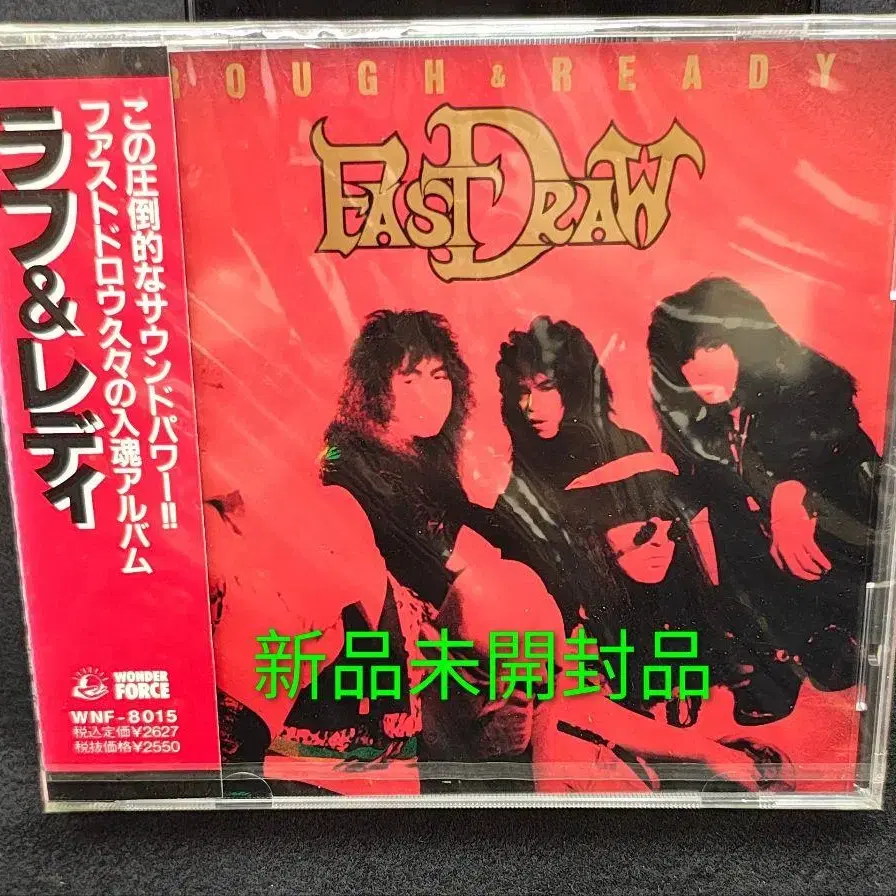 ROUGH & READY
FAST DRAW
ラフ&レディ
この圧倒的なサウンドパワー!!
ファストドロウ久々の入魂アルバム
WONDER
FORCE
WNF-8015
税込定価¥2627
税抜価格¥2550
新品未開封品